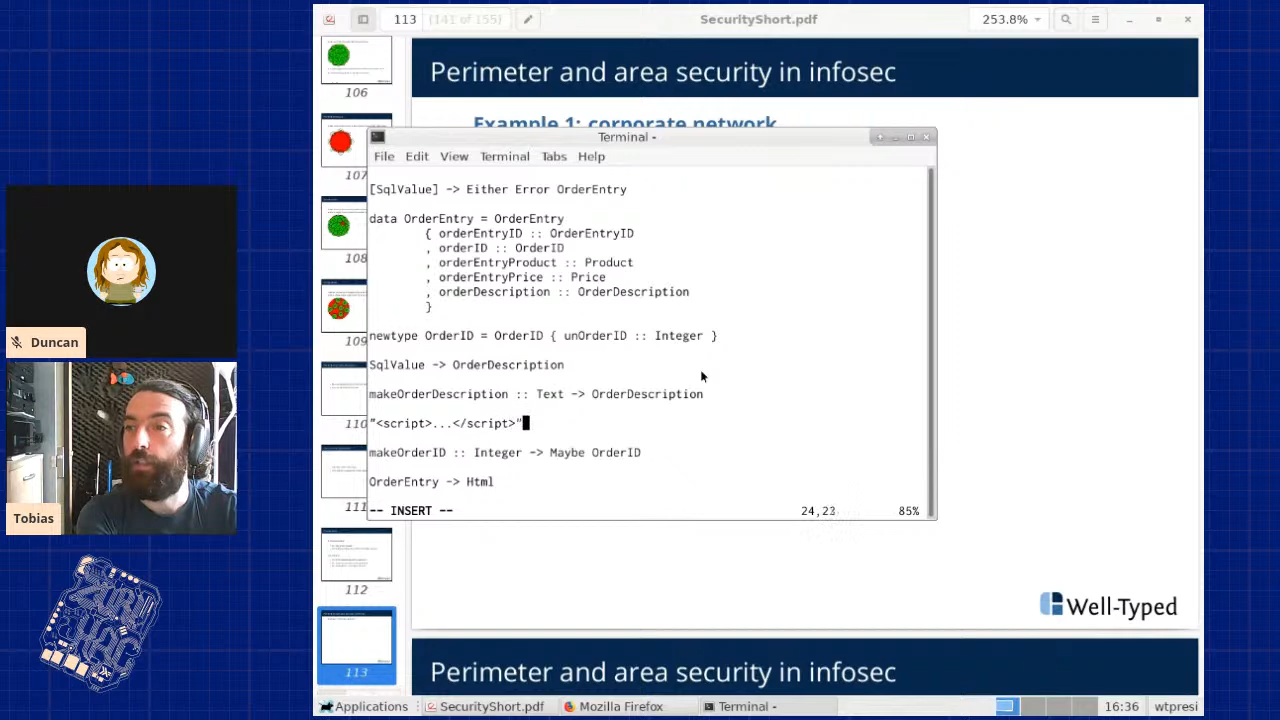 113 (141 of 155)
SecurityShort.pdf
253.8%
Perimeter and area security in infosec
Example 1: corporate network
Terminal -
File Edit View Terminal Tabs Help
[SqlValue] -> Either Error OrderEntry
data OrderEntry = OrderEntry
{ orderEntryID :: OrderEntryID
, orderID :: OrderID
, orderEntryProduct :: Product
, orderEntryPrice :: Price
, orderDescription :: OrderDescription
}
newtype OrderID = OrderID { unOrderID :: Integer }
SqlValue -> OrderDescription
makeOrderDescription :: Text -> OrderDescription
"<script>...</script>"
makeOrderID :: Integer -> Maybe OrderID
OrderEntry -> Html
-- INSERT --
24,23
85%
106
107
108
109
110
111
112
113
Duncan
Tobias
Well-Typed
Perimeter and area security in infosec
Applications
SecurityShort.pdf
Mozilla Firefox
Terminal -
16:36
wtpresi